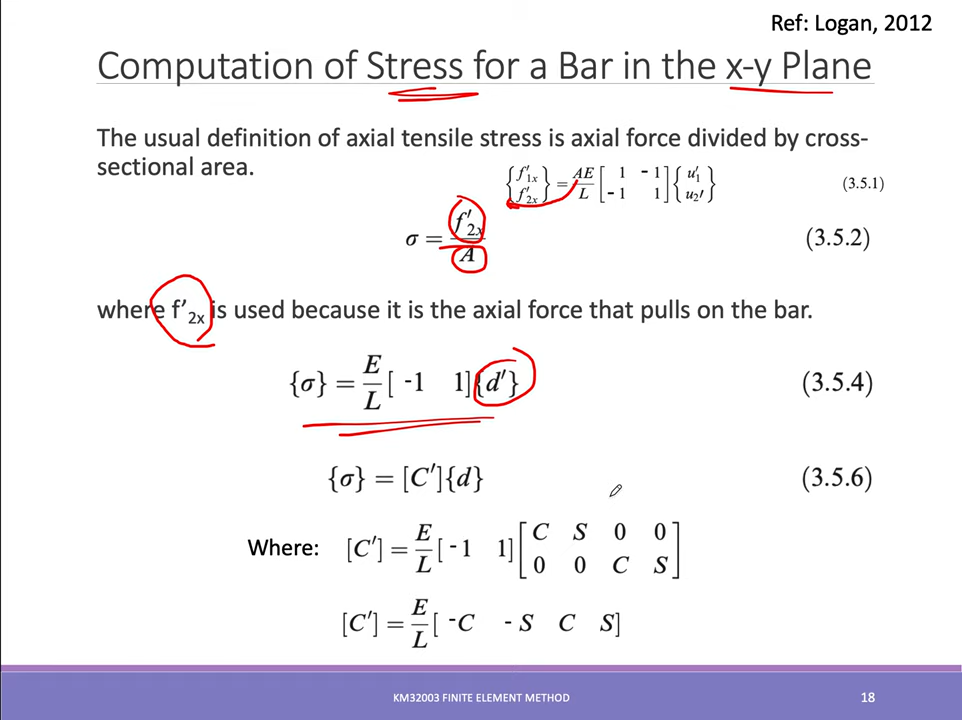 Ref: Logan, 2012
Computation of Stress for a Bar in the x-y Plane
The usual definition of axial tensile stress is axial force divided by cross-
sectional area.
{f′1x f′2x} = AE/L [1 -1 -1 1] {u′1 u2′} (3.5.1)
σ = f′2x / A (3.5.2)
where f′2x is used because it is the axial force that pulls on the bar.
{σ} = E/L [ -1 1]{d′} (3.5.4)
{σ} = [C′]{d} (3.5.6)
Where: [C′] = E/L [ -1 1] [C S 0 0 0 0 C S]
[C′] = E/L [ -C -S C S]
KM32003 FINITE ELEMENT METHOD 18